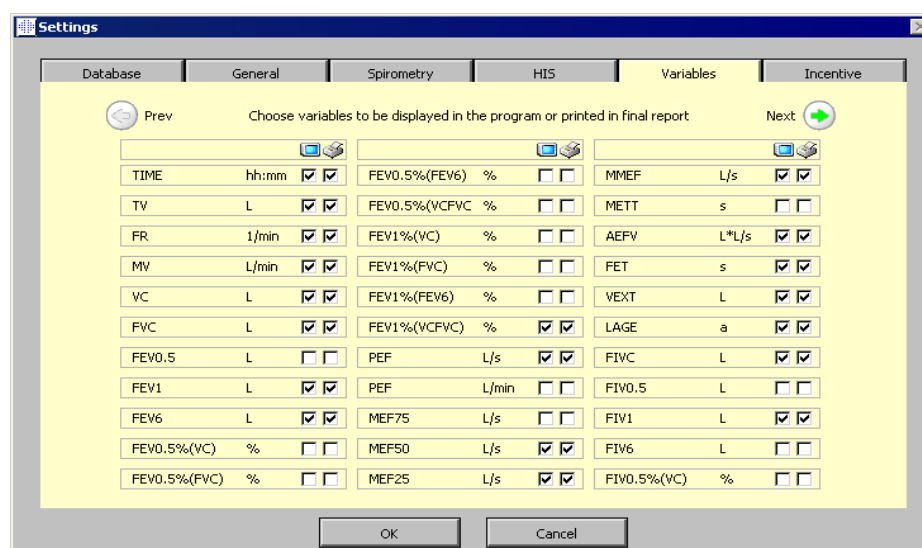 Settings
Database General Spirometry HIS Variables Incentive
Prev Choose variables to be displayed in the program or printed in final report Next
TIME hh:mm FEV0.5%(FEV6) % MMEF L/s
TV L FEV0.5%(VCFVC % METT s
FR 1/min FEV1%(VC) % AEFV L*L/s
MV L/min FEV1%(FVC) % FET s
VC L FEV1%(FEV6) % VEXT L
FVC L FEV1%(VCFVC) % LAGE a
FEV0.5 L PEF L/s FIVC L
FEV1 L PEF L/min FIV0.5 L
FEV6 L MEF75 L/s FIV1 L
FEV0.5%(VC) % MEF50 L/s FIV6 L
FEV0.5%(FVC) % MEF25 L/s FIV0.5%(VC) %
OK Cancel